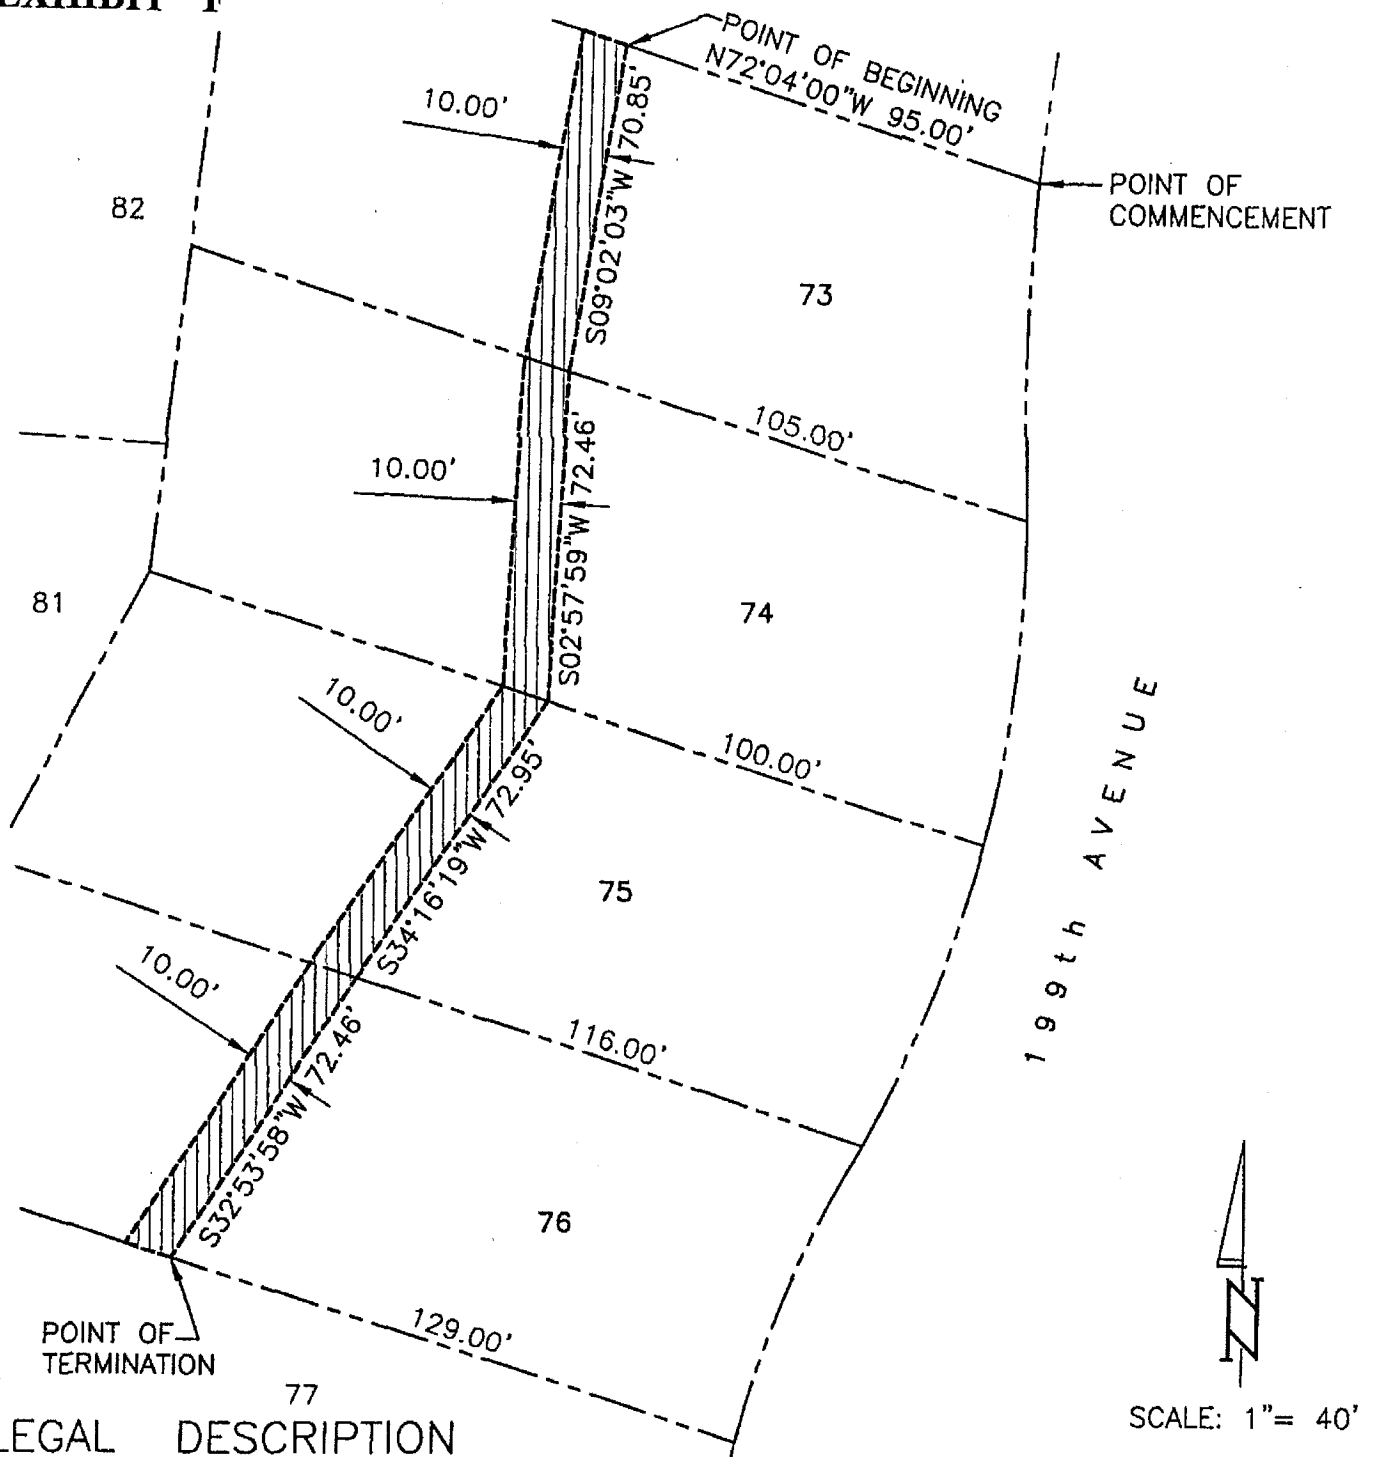 EXHIBIT 1
POINT OF BEGINNING
N72°04'00"W 95.00'
10.00'
S09°02'03"W 70.85'
POINT OF
COMMENCEMENT
82
73
105.00'
10.00'
S02°57'59"W 72.46'
81
74
10.00'
100.00'
S34°16'19"W 72.95'
199th AVENUE
75
10.00'
116.00'
S32°53'58"W 72.46'
76
129.00'
POINT OF
TERMINATION
77
LEGAL DESCRIPTION
N
SCALE: 1"= 40'